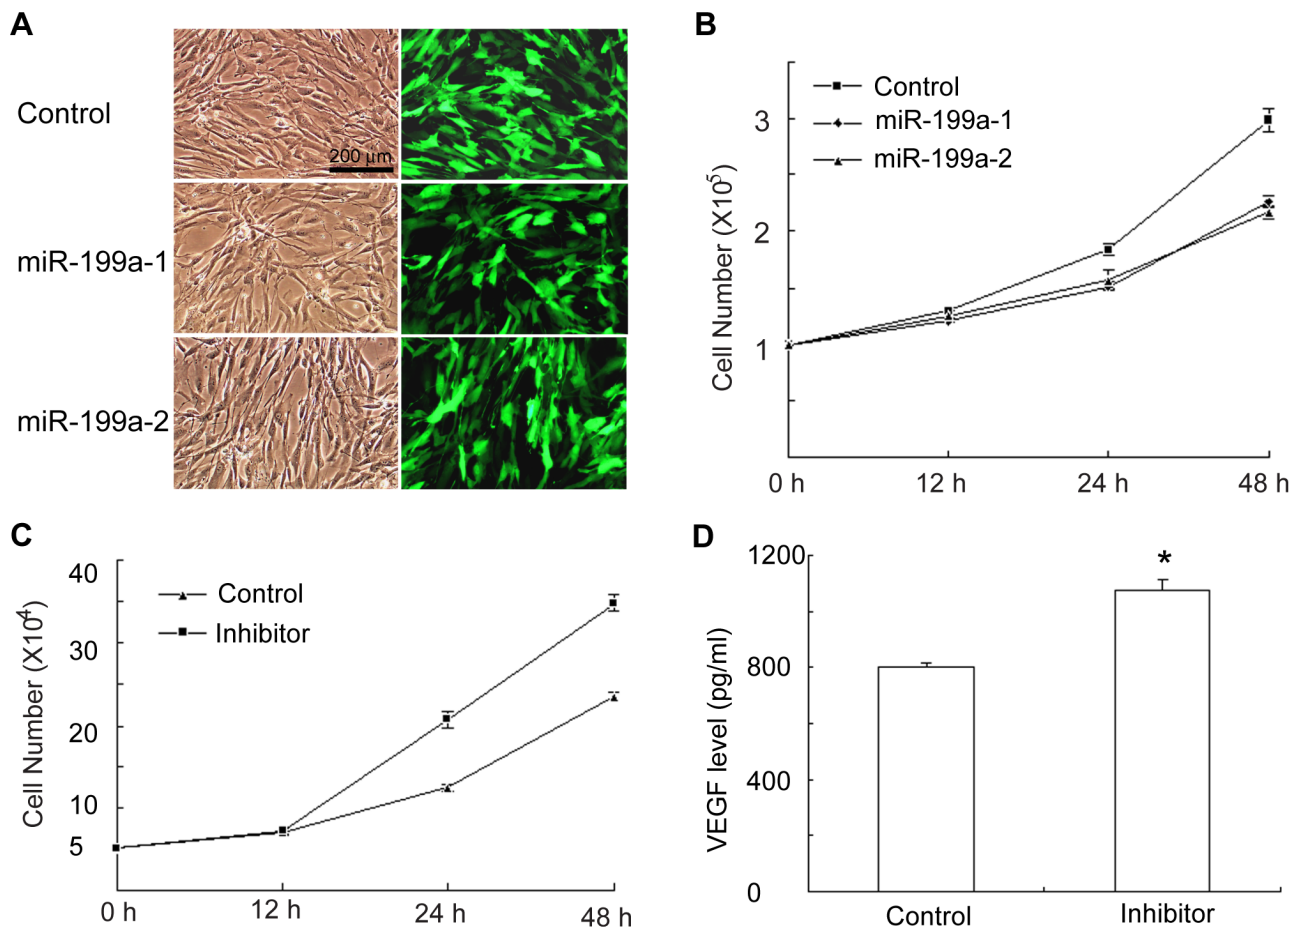 A
Control
200 µm
miR-199a-1
miR-199a-2
B
Control
miR-199a-1
miR-199a-2
Cell Number (X10⁵)
3
2
1
0 h
12 h
24 h
48 h
C
Control
Inhibitor
Cell Number (X10⁴)
40
30
20
10
5
0 h
12 h
24 h
48 h
D
*
VEGF level (pg/ml)
1200
800
400
0
Control
Inhibitor